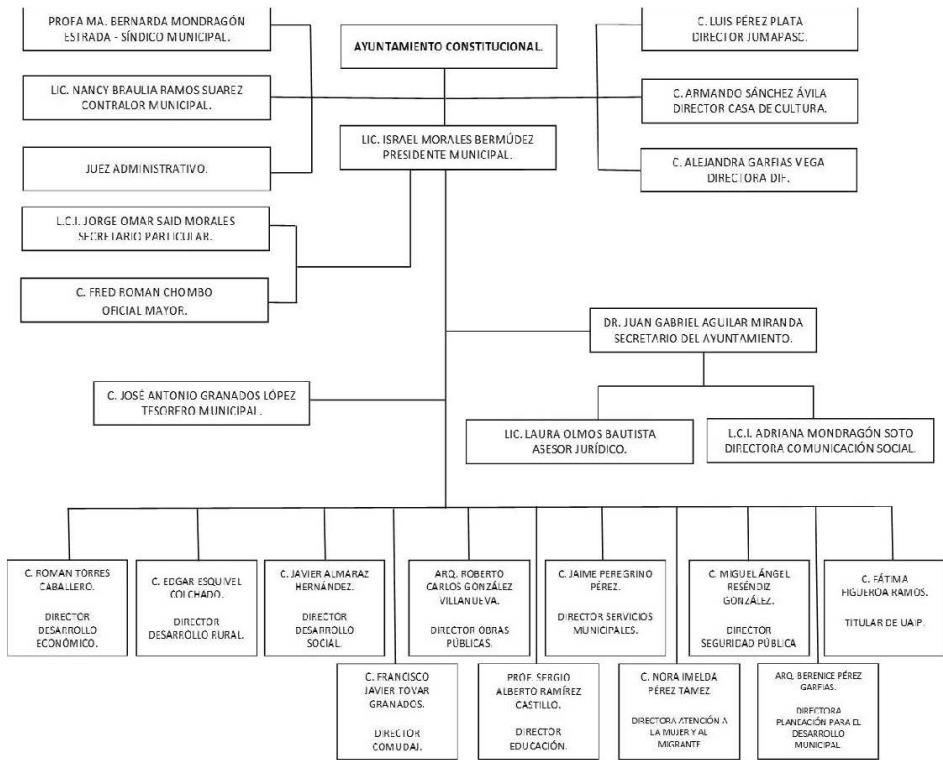 PROFA MA. BERNARDA MONDRAGÓN
ESTRADA - SÍNDICO MUNICIPAL.
AYUNTAMIENTO CONSTITUCIONAL.
C. LUIS PÉREZ PLATA
DIRECTOR JUMAPASC.
LIC. NANCY BRAULIA RAMOS SUAREZ
CONTRALOR MUNICIPAL.
C. ARMANDO SÁNCHEZ ÁVILA
DIRECTOR CASA DE CULTURA.
LIC. ISRAEL MORALES BERMÚDEZ
PRESIDENTE MUNICIPAL.
JUEZ ADMINISTRATIVO.
C. ALEJANDRA GARFIAS VEGA
DIRECTORA DIF.
L.C.I. JORGE OMAR SAID MORALES
SECRETARIO PARTICULAR.
C. FRED ROMAN CHOMBO
OFICIAL MAYOR.
DR. JUAN GABRIEL AGUILAR MIRANDA
SECRETARIO DEL AYUNTAMIENTO.
C. JOSÉ ANTONIO GRANADOS LÓPEZ
TESORERO MUNICIPAL.
LIC. LAURA OLMOS BAUTISTA
ASESOR JURÍDICO.
L.C.I. ADRIANA MONDRAGÓN SOTO
DIRECTORA COMUNICACIÓN SOCIAL.
C. ROMAN TORRES
CABALLERO.
DIRECTOR
DESARROLLO
ECONÓMICO.
C. EDGAR ESQUIVEL
COLCHADO.
DIRECTOR
DESARROLLO RURAL.
C. JAVIER ALMARAZ
HERNÁNDEZ.
DIRECTOR
DESARROLLO
SOCIAL.
ARQ. ROBERTO
CARLOS GONZÁLEZ
VILLANUEVA.
DIRECTOR OBRAS
PÚBLICAS.
C. JAIME PEREGRINO
PÉREZ.
DIRECTOR SERVICIOS
MUNICIPALES.
C. MIGUEL ÁNGEL
RESÉNDIZ
GONZÁLEZ.
DIRECTOR
SEGURIDAD PÚBLICA
C. FÁTIMA
FIGUEROA RAMOS.
TITULAR DE UAIP.
C. FRANCISCO
JAVIER TOVAR
GRANADOS.
DIRECTOR
COMUDAJ.
PROF. SERGIO
ALBERTO RAMÍREZ
CASTILLO.
DIRECTOR
EDUCACIÓN.
C. NORA IMELDA
PÉREZ TAMEZ
DIRECTORA ATENCIÓN A
LA MUJER Y AL
MIGRANTE
ARQ. BERENICE PÉREZ
GARFIAS.
DIRECTORA
PLANEACIÓN PARA EL
DESARROLLO
MUNICIPAL.